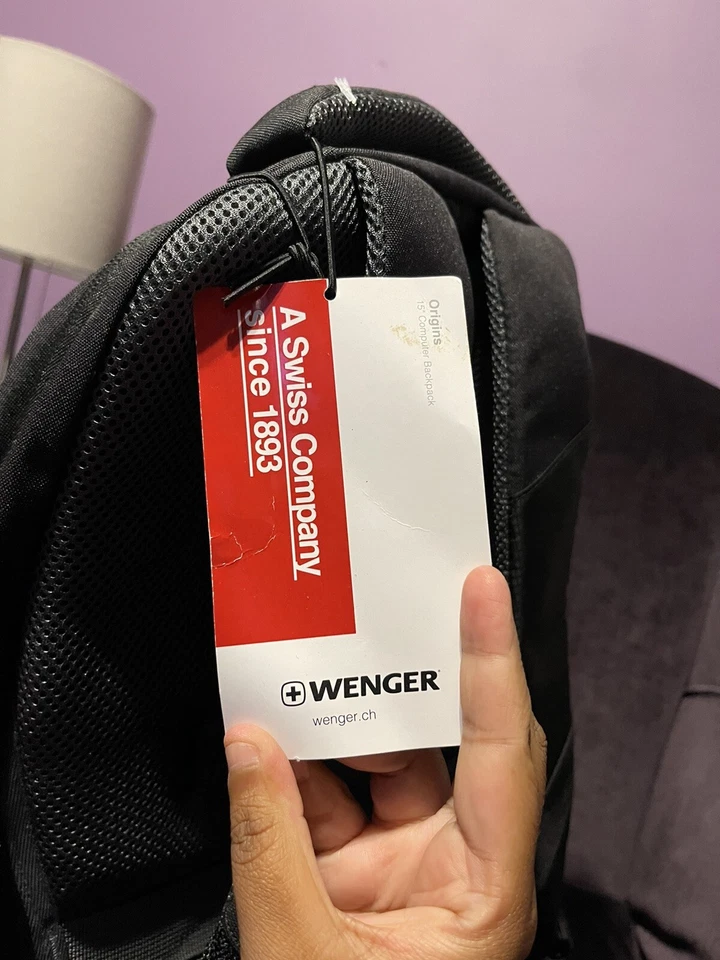 A Swiss Company
since 1893
Origins
15" Computer Backpack
WENGER
wenger.ch